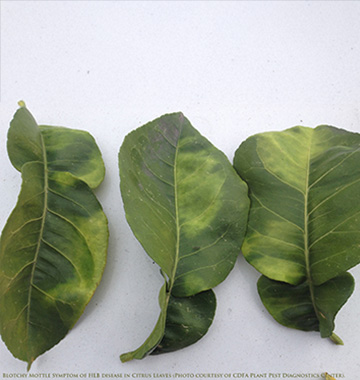 Blotchy Mottle Symptom of HLB disease in Citrus Leaves (Photo courtesy of CDFA Plant Pest Diagnostics Center).